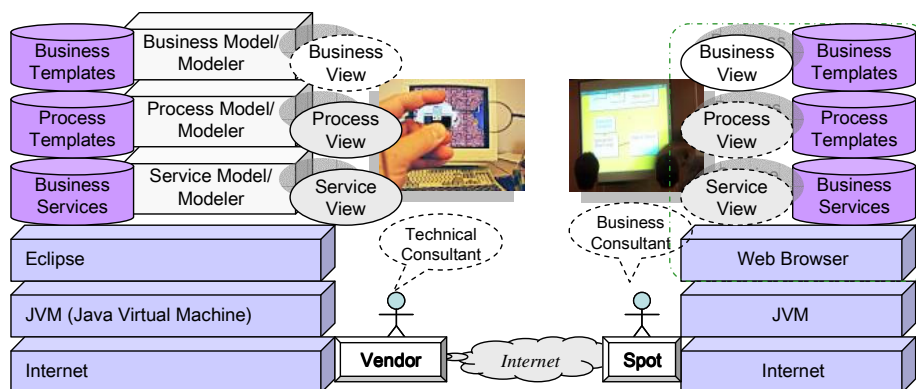 Business
Templates
Business Model/
Modeler
Business
View
Business
View
Business
Templates
Process
Templates
Process Model/
Modeler
Process
View
Process
View
Process
Templates
Business
Services
Service Model/
Modeler
Service
View
Service
View
Business
Services
Technical
Consultant
Business
Consultant
Eclipse
Web Browser
JVM (Java Virtual Machine)
JVM
Internet
Vendor
Internet
Spot
Internet